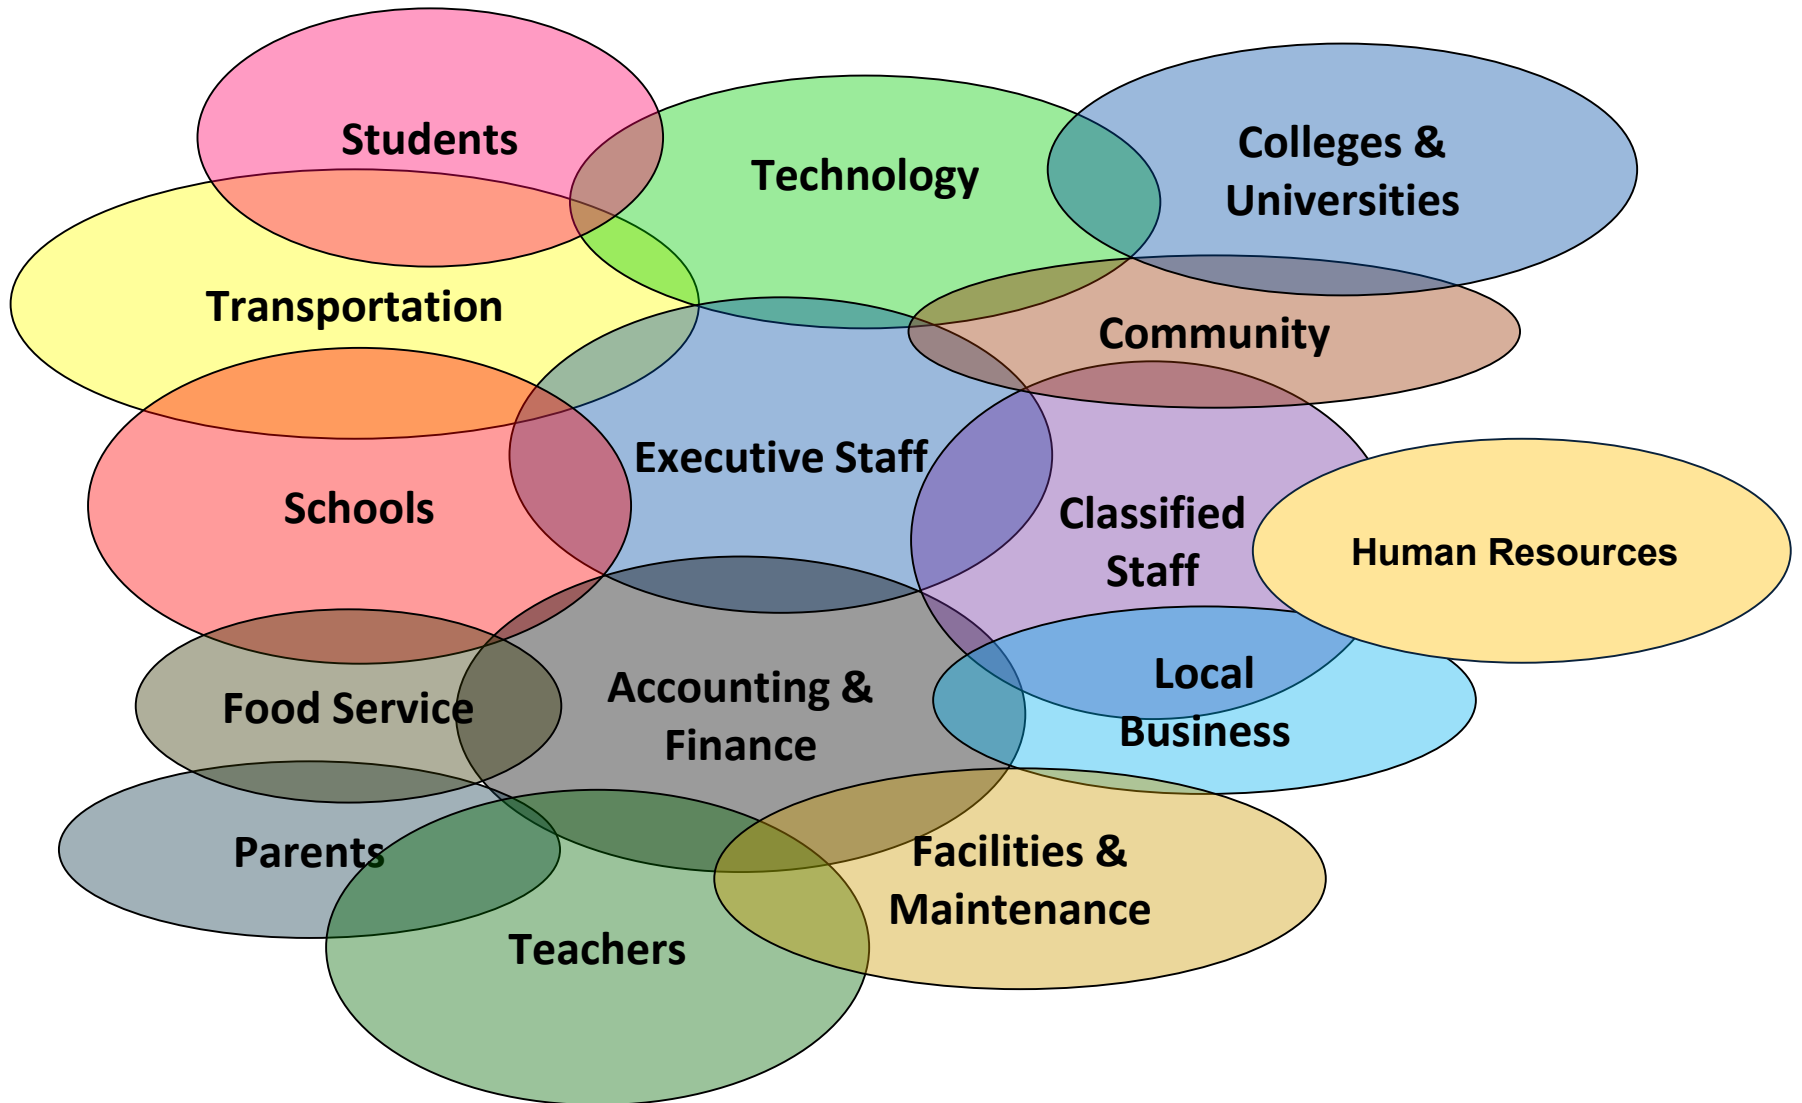 Students
Technology
Colleges &
Universities
Transportation
Community
Executive Staff
Schools
Classified
Staff
Human Resources
Food Service
Accounting &
Finance
Local
Business
Parents
Facilities &
Maintenance
Teachers